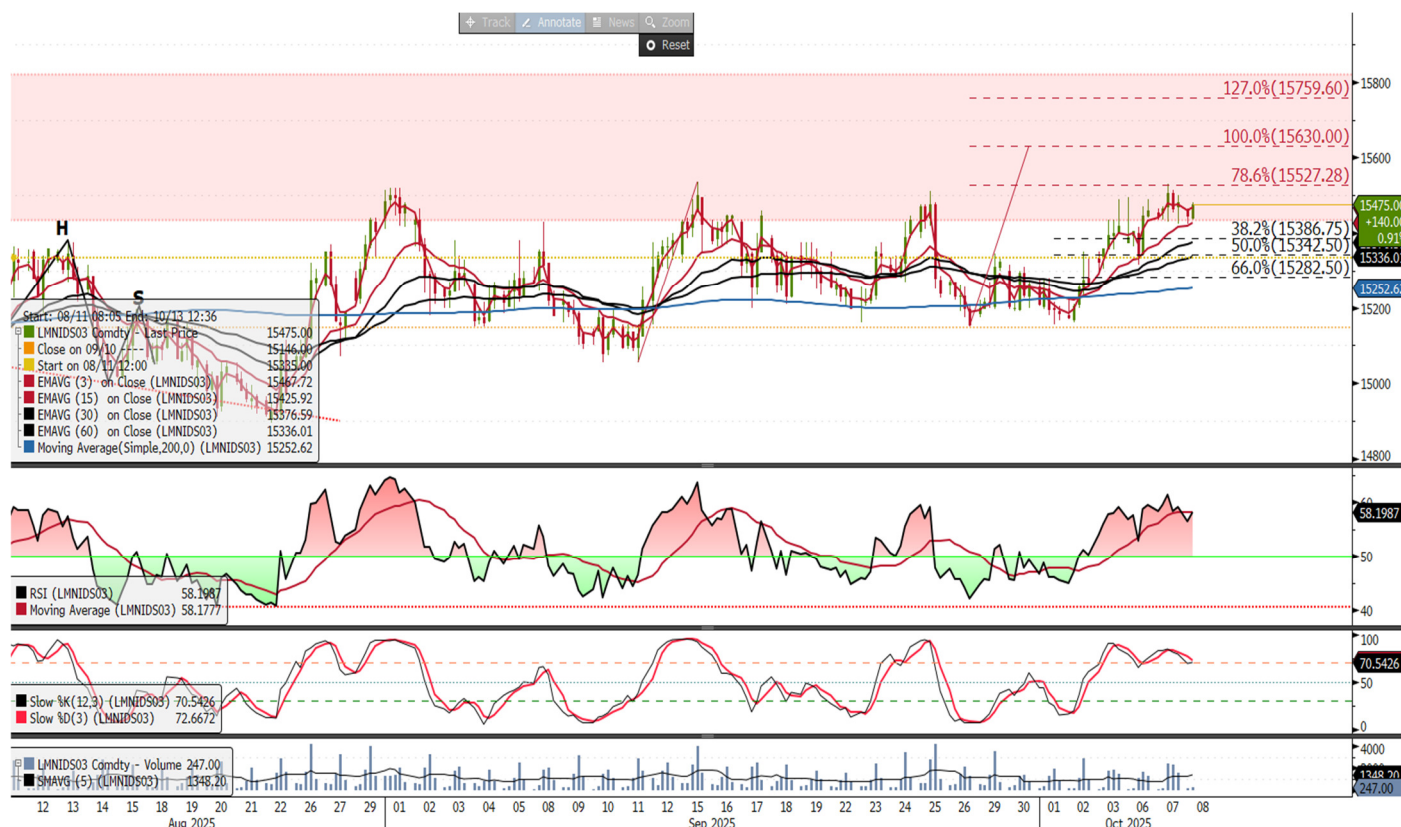 Track Annotate News Zoom
Reset
15800
127.0%(15759.60)
100.0%(15630.00)
15600
78.6%(15527.28)
15475.00
+140.00
0.91%
38.2%(15386.75)
50.0%(15342.50)
15336.01
66.0%(15282.50)
15252.62
15200
15000
14800
H
S
Start: 08/11 08:05 End: 10/13 12:36
LMNIDS03 Comdty - Last Price 15475.00
Close on 09/10 ---- 15146.00
Start on 08/11 12:00 15335.00
EMAVG (3) on Close (LMNIDS03) 15467.72
EMAVG (15) on Close (LMNIDS03) 15425.92
EMAVG (30) on Close (LMNIDS03) 15376.59
EMAVG (60) on Close (LMNIDS03) 15336.01
Moving Average(Simple,200,0) (LMNIDS03) 15252.62
60
58.1987
50
40
RSI (LMNIDS03) 58.1987
Moving Average (LMNIDS03) 58.1777
100
70.5426
50
0
Slow %K(12,3) (LMNIDS03) 70.5426
Slow %D(3) (LMNIDS03) 72.6672
LMNIDS03 Comdty - Volume 247.00
SMAVG (5) (LMNIDS03) 1348.20
4000
1348.20
247.00
12 13 14 15 18 19 20 21 22 26 27 29 01 02 03 04 05 08 09 10 11 12 15 16 17 18 19 22 23 24 25 26 29 30 01 02 03 06 07 08
Aug 2025 Sep 2025 Oct 2025